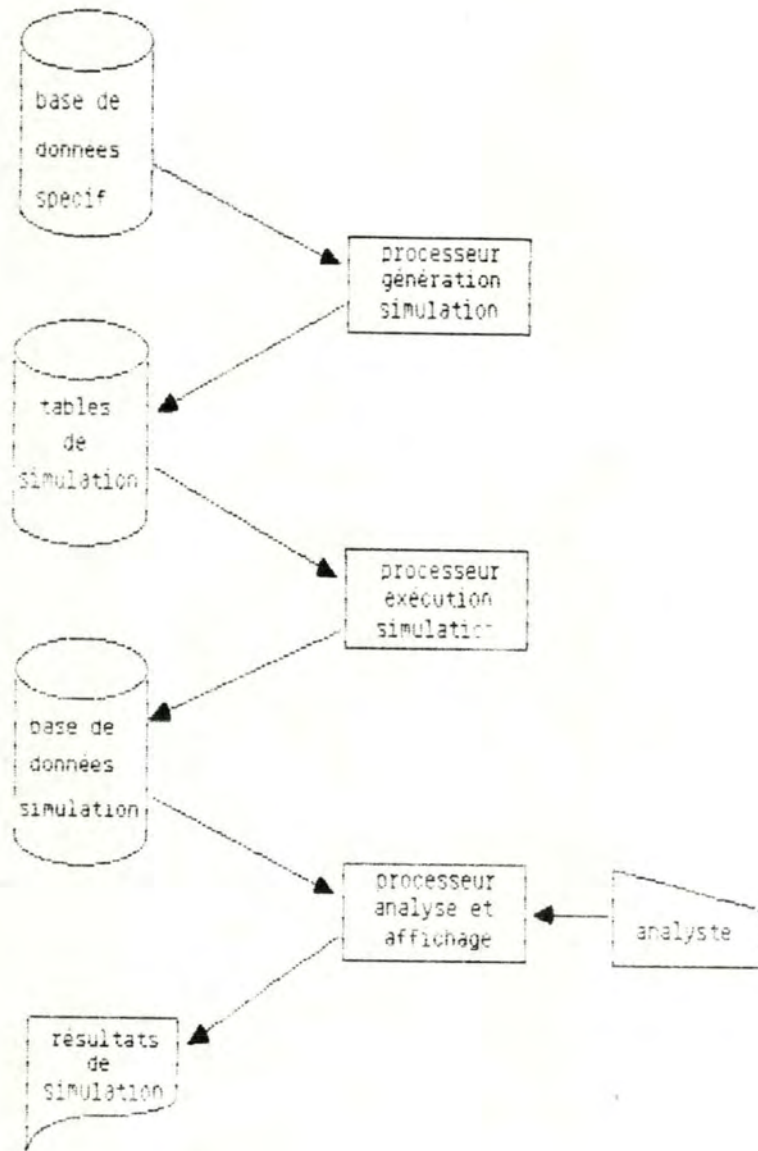 base de
données
specif
processeur
génération
simulation
tables
de
simulation
processeur
exécution
simulation
base de
données
simulation
processeur
analyse et
affichage
analyste
résultats
de
simulation